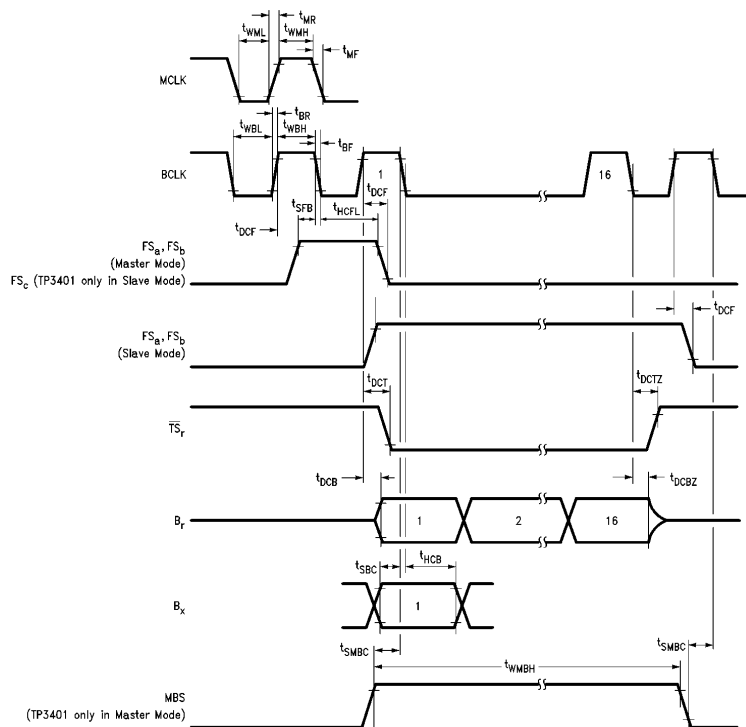 tMR
tWML tWMH
tMF
MCLK
tBR
tWBL tWBH
tBF
BCLK 1 16
tDCF
tSFB tHCFL
tDCF
FSa, FSb
(Master Mode)
FSc (TP3401 only in Slave Mode)
tDCF
FSa, FSb
(Slave Mode)
tDCT tDCTZ
TSr
tDCB tDCBZ
Br 1 2 16
tSBC tHCB
Bx 1
tSMBC tSMBC
tWMBH
MBS
(TP3401 only in Master Mode)